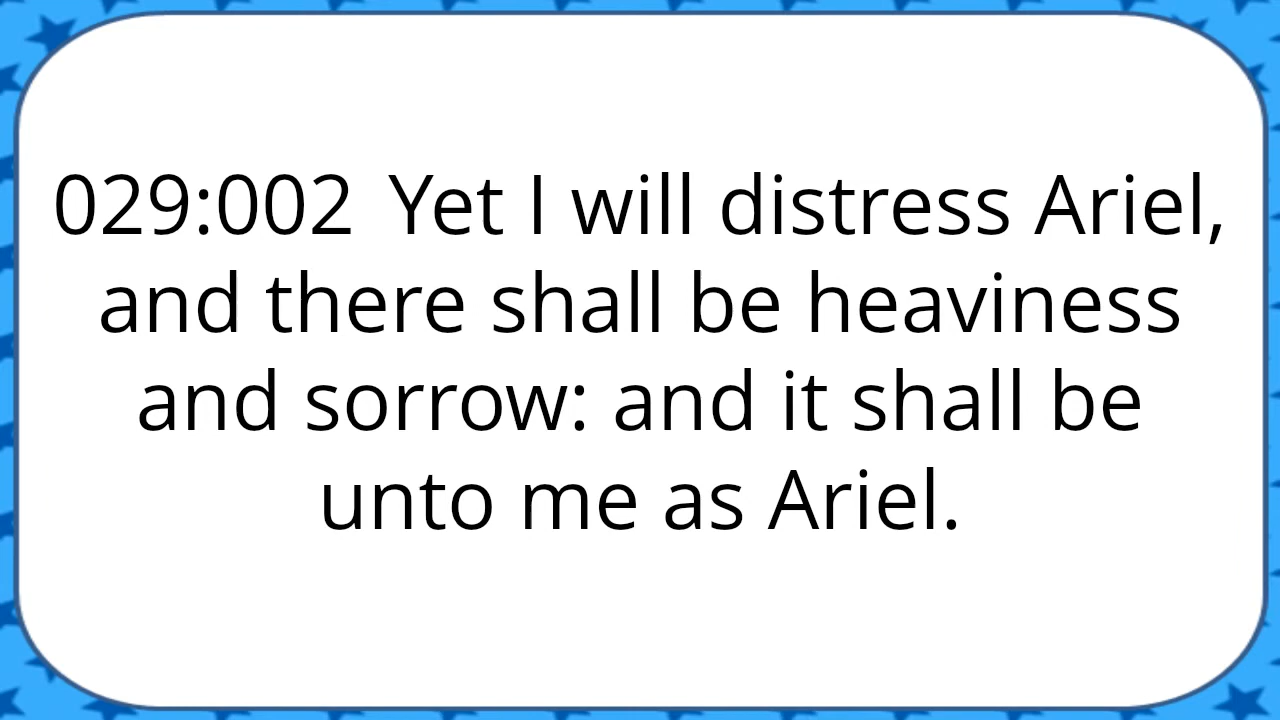 029:002 Yet I will distress Ariel,
and there shall be heaviness
and sorrow: and it shall be
unto me as Ariel.